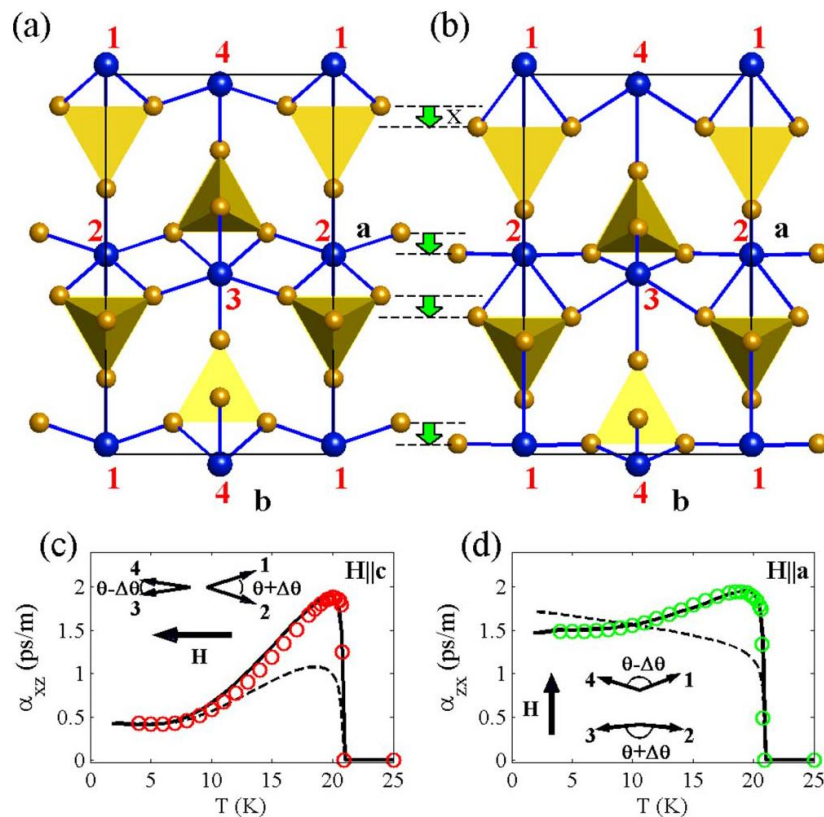 (a) (b)
1 4 1 1 4 1
X
a a
2 2 2 2
3 3
1 1 1 1
4 4
b b
(c) (d)
H||c H||a
α_XZ (ps/m)
2
1.5
1
0.5
0
0 5 10 15 20 25
T (K)
4 1
θ-Δθ θ+Δθ
3 2
H
α_ZX (ps/m)
2
1.5
1
0.5
0
0 5 10 15 20 25
T (K)
θ-Δθ
4 1
H
3 2
θ+Δθ